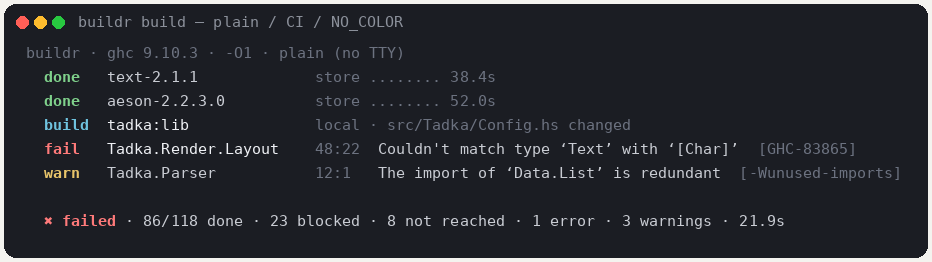 buildr build — plain / CI / NO_COLOR
buildr · ghc 9.10.3 · -O1 · plain (no TTY)
done text-2.1.1 store ........ 38.4s
done aeson-2.2.3.0 store ........ 52.0s
build tadka:lib local · src/Tadka/Config.hs changed
fail Tadka.Render.Layout 48:22 Couldn't match type ‘Text’ with ‘[Char]’ [GHC-83865]
warn Tadka.Parser 12:1 The import of ‘Data.List’ is redundant [-Wunused-imports]
✖ failed · 86/118 done · 23 blocked · 8 not reached · 1 error · 3 warnings · 21.9s